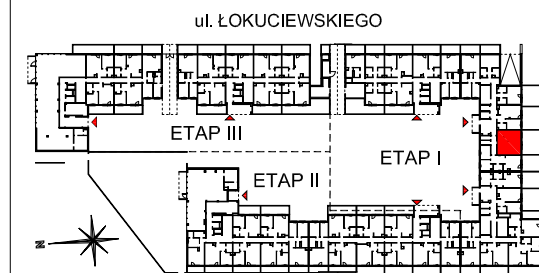 ul. ŁOKUCIEWSKIEGO
ETAP III
ETAP I
ETAP II
N